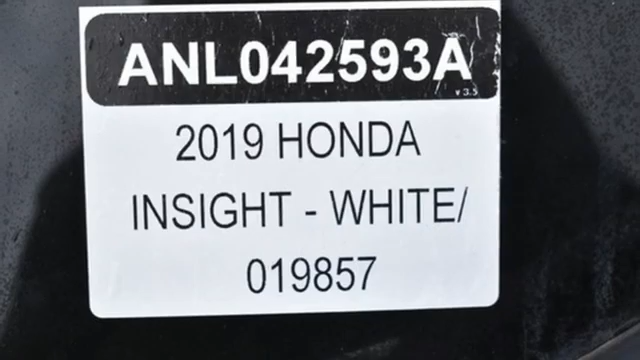 ANL042593A
v 3.5
2019 HONDA
INSIGHT - WHITE/
019857